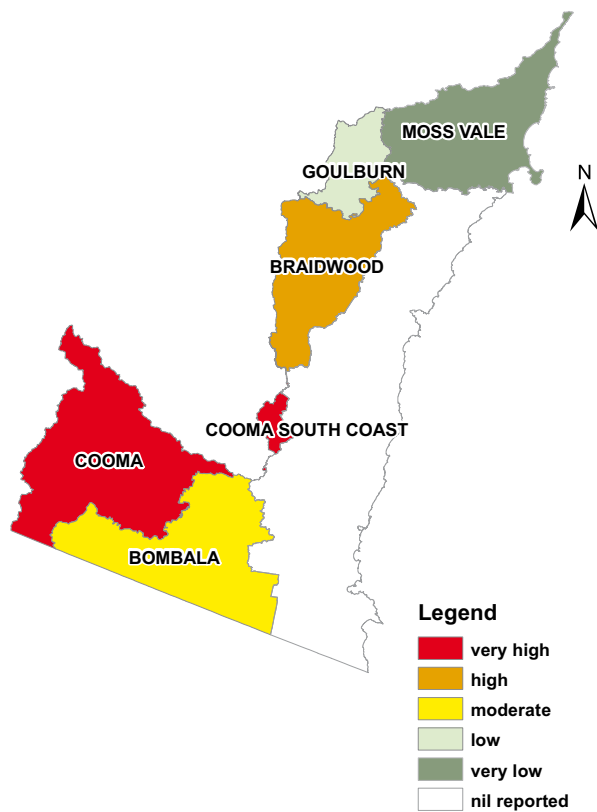 MOSS VALE
GOULBURN
N
BRAIDWOOD
COOMA SOUTH COAST
COOMA
BOMBALA
Legend
very high
high
moderate
low
very low
nil reported